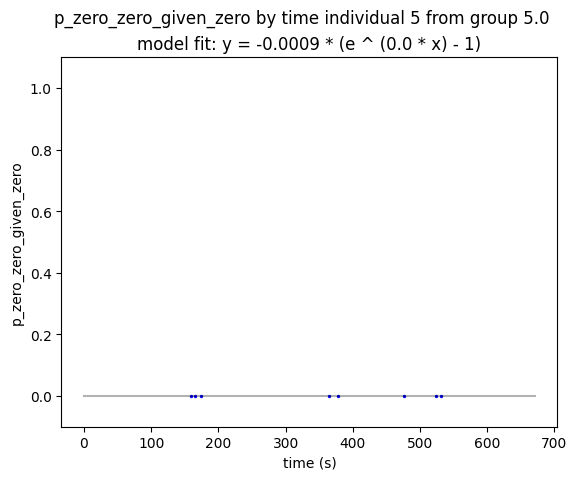 p_zero_zero_given_zero by time individual 5 from group 5.0
model fit: y = -0.0009 * (e ^ (0.0 * x) - 1)
1.0
0.8
0.6
0.4
0.2
0.0
p_zero_zero_given_zero
0 100 200 300 400 500 600 700
time (s)